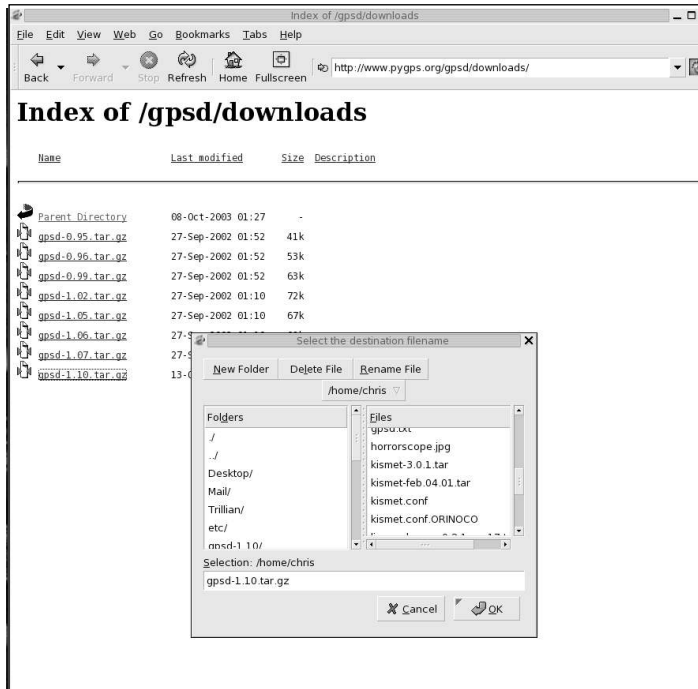 Index of /gpsd/downloads
File Edit View Web Go Bookmarks Tabs Help
Back Forward Stop Refresh Home Fullscreen http://www.pygps.org/gpsd/downloads/
Index of /gpsd/downloads
Name Last modified Size Description
Parent Directory 08-Oct-2003 01:27 -
gpsd-0.95.tar.gz 27-Sep-2002 01:52 41k
gpsd-0.96.tar.gz 27-Sep-2002 01:52 53k
gpsd-0.99.tar.gz 27-Sep-2002 01:52 63k
gpsd-1.02.tar.gz 27-Sep-2002 01:10 72k
gpsd-1.05.tar.gz 27-Sep-2002 01:10 67k
gpsd-1.06.tar.gz 27-S
gpsd-1.07.tar.gz 27-S
gpsd-1.10.tar.gz 13-
Select the destination filename
New Folder Delete File Rename File
/home/chris
Folders
./
../
Desktop/
Mail/
Trillian/
etc/
gpsd-1.10/
Files
gpsd.txt
horrorscope.jpg
kismet-3.0.1.tar
kismet-feb.04.01.tar
kismet.conf
kismet.conf.ORINOCO
Selection: /home/chris
gpsd-1.10.tar.gz
Cancel OK